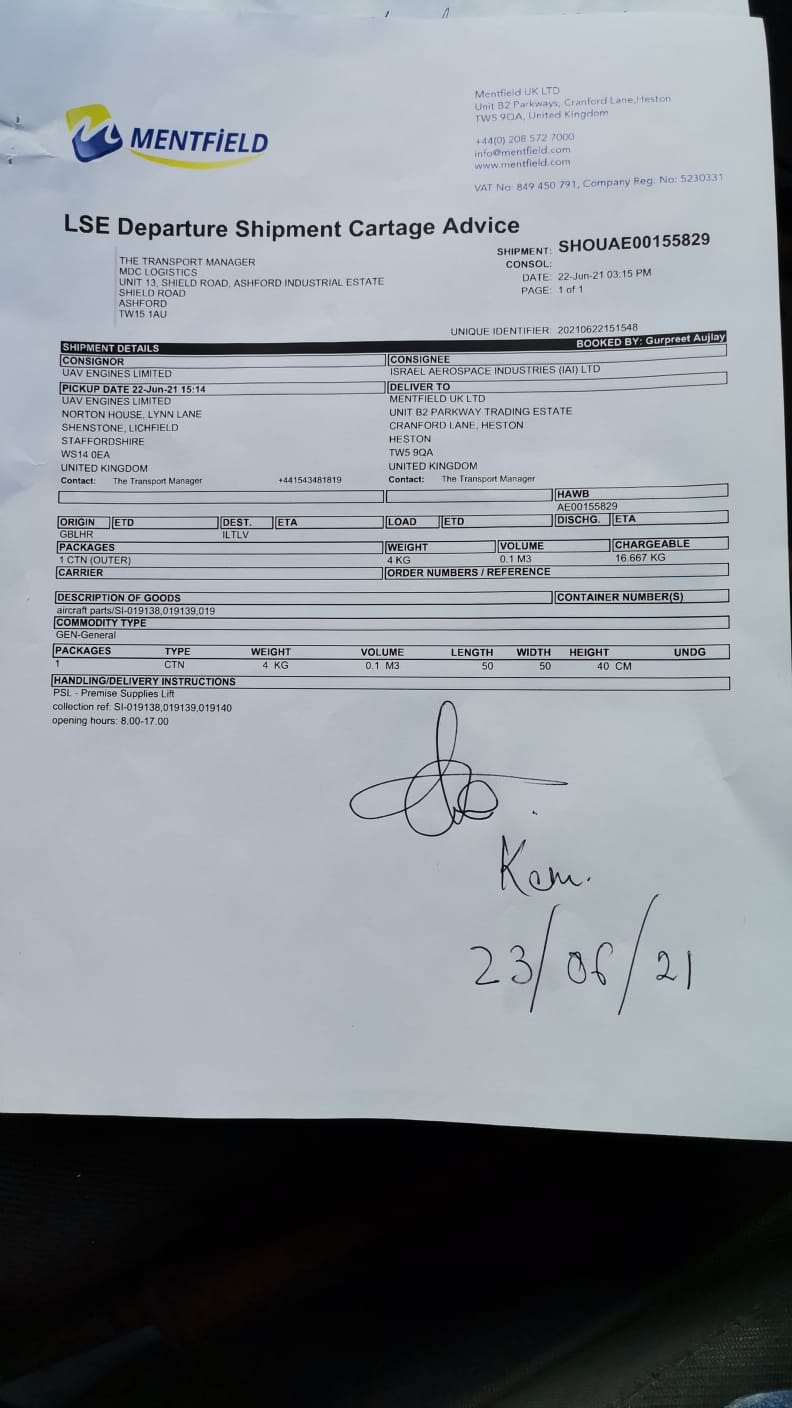 MENTFiELD
Mentfield UK LTD
Unit B2 Parkways, Cranford Lane,Heston
TW5 9QA, United Kingdom
+44(0) 208 572 7000
info@mentfield.com
www.mentfield.com
VAT No: 849 450 791, Company Reg. No: 5230331
LSE Departure Shipment Cartage Advice
THE TRANSPORT MANAGER
MDC LOGISTICS
UNIT 13, SHIELD ROAD, ASHFORD INDUSTRIAL ESTATE
SHIELD ROAD
ASHFORD
TW15 1AU
SHIPMENT: SHOUAE00155829
CONSOL:
DATE: 22-Jun-21 03:15 PM
PAGE: 1 of 1
UNIQUE IDENTIFIER: 20210622151548
SHIPMENT DETAILS BOOKED BY: Gurpreet Aujlay
CONSIGNOR CONSIGNEE
UAV ENGINES LIMITED ISRAEL AEROSPACE INDUSTRIES (IAI) LTD
PICKUP DATE 22-Jun-21 15:14 DELIVER TO
UAV ENGINES LIMITED MENTFIELD UK LTD
NORTON HOUSE, LYNN LANE UNIT B2 PARKWAY TRADING ESTATE
SHENSTONE, LICHFIELD CRANFORD LANE, HESTON
STAFFORDSHIRE HESTON
WS14 0EA TW5 9QA
UNITED KINGDOM UNITED KINGDOM
Contact: The Transport Manager +441543481819 Contact: The Transport Manager
HAWB
AE00155829
ORIGIN ETD DEST. ETA LOAD ETD DISCHG. ETA
GBLHR ILTLV
PACKAGES WEIGHT VOLUME CHARGEABLE
1 CTN (OUTER) 4 KG 0.1 M3 16.667 KG
CARRIER ORDER NUMBERS / REFERENCE
DESCRIPTION OF GOODS CONTAINER NUMBER(S)
aircraft parts/SI-019138,019139,019
COMMODITY TYPE
GEN-General
PACKAGES TYPE WEIGHT VOLUME LENGTH WIDTH HEIGHT UNDG
1 CTN 4 KG 0.1 M3 50 50 40 CM
HANDLING/DELIVERY INSTRUCTIONS
PSL - Premise Supplies Lift
collection ref: SI-019138,019139,019140
opening hours: 8.00-17.00
23/06/21